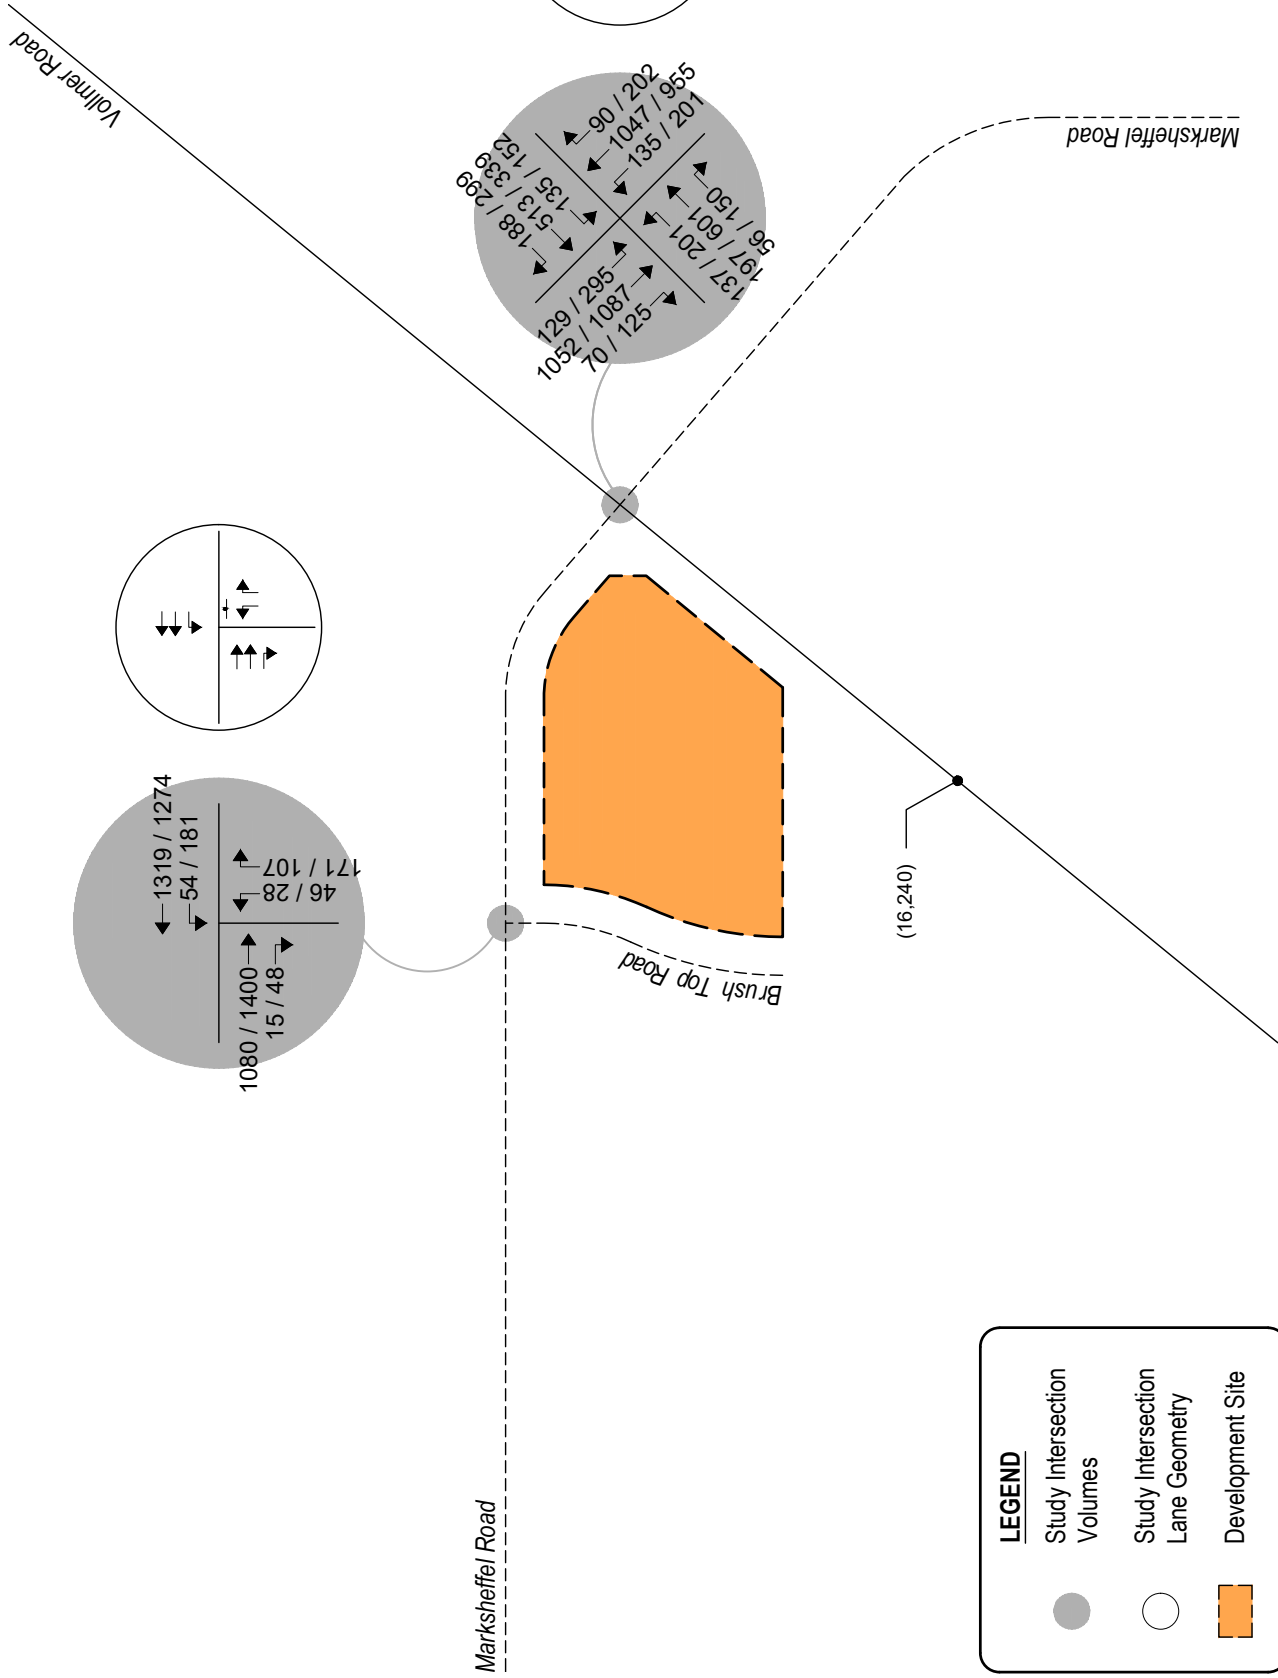 Vollmer Road
188 / 299
513 / 339
135 / 152
90 / 202
1047 / 955
135 / 201
129 / 295
1052 / 1087
70 / 125
137 / 201
197 / 601
56 / 150
Marksheffel Road
1319 / 1274
54 / 181
171 / 107
46 / 28
1080 / 1400
15 / 48
Brush Top Road
(16,240)
Marksheffel Road
LEGEND
Study Intersection
Volumes
Study Intersection
Lane Geometry
Development Site